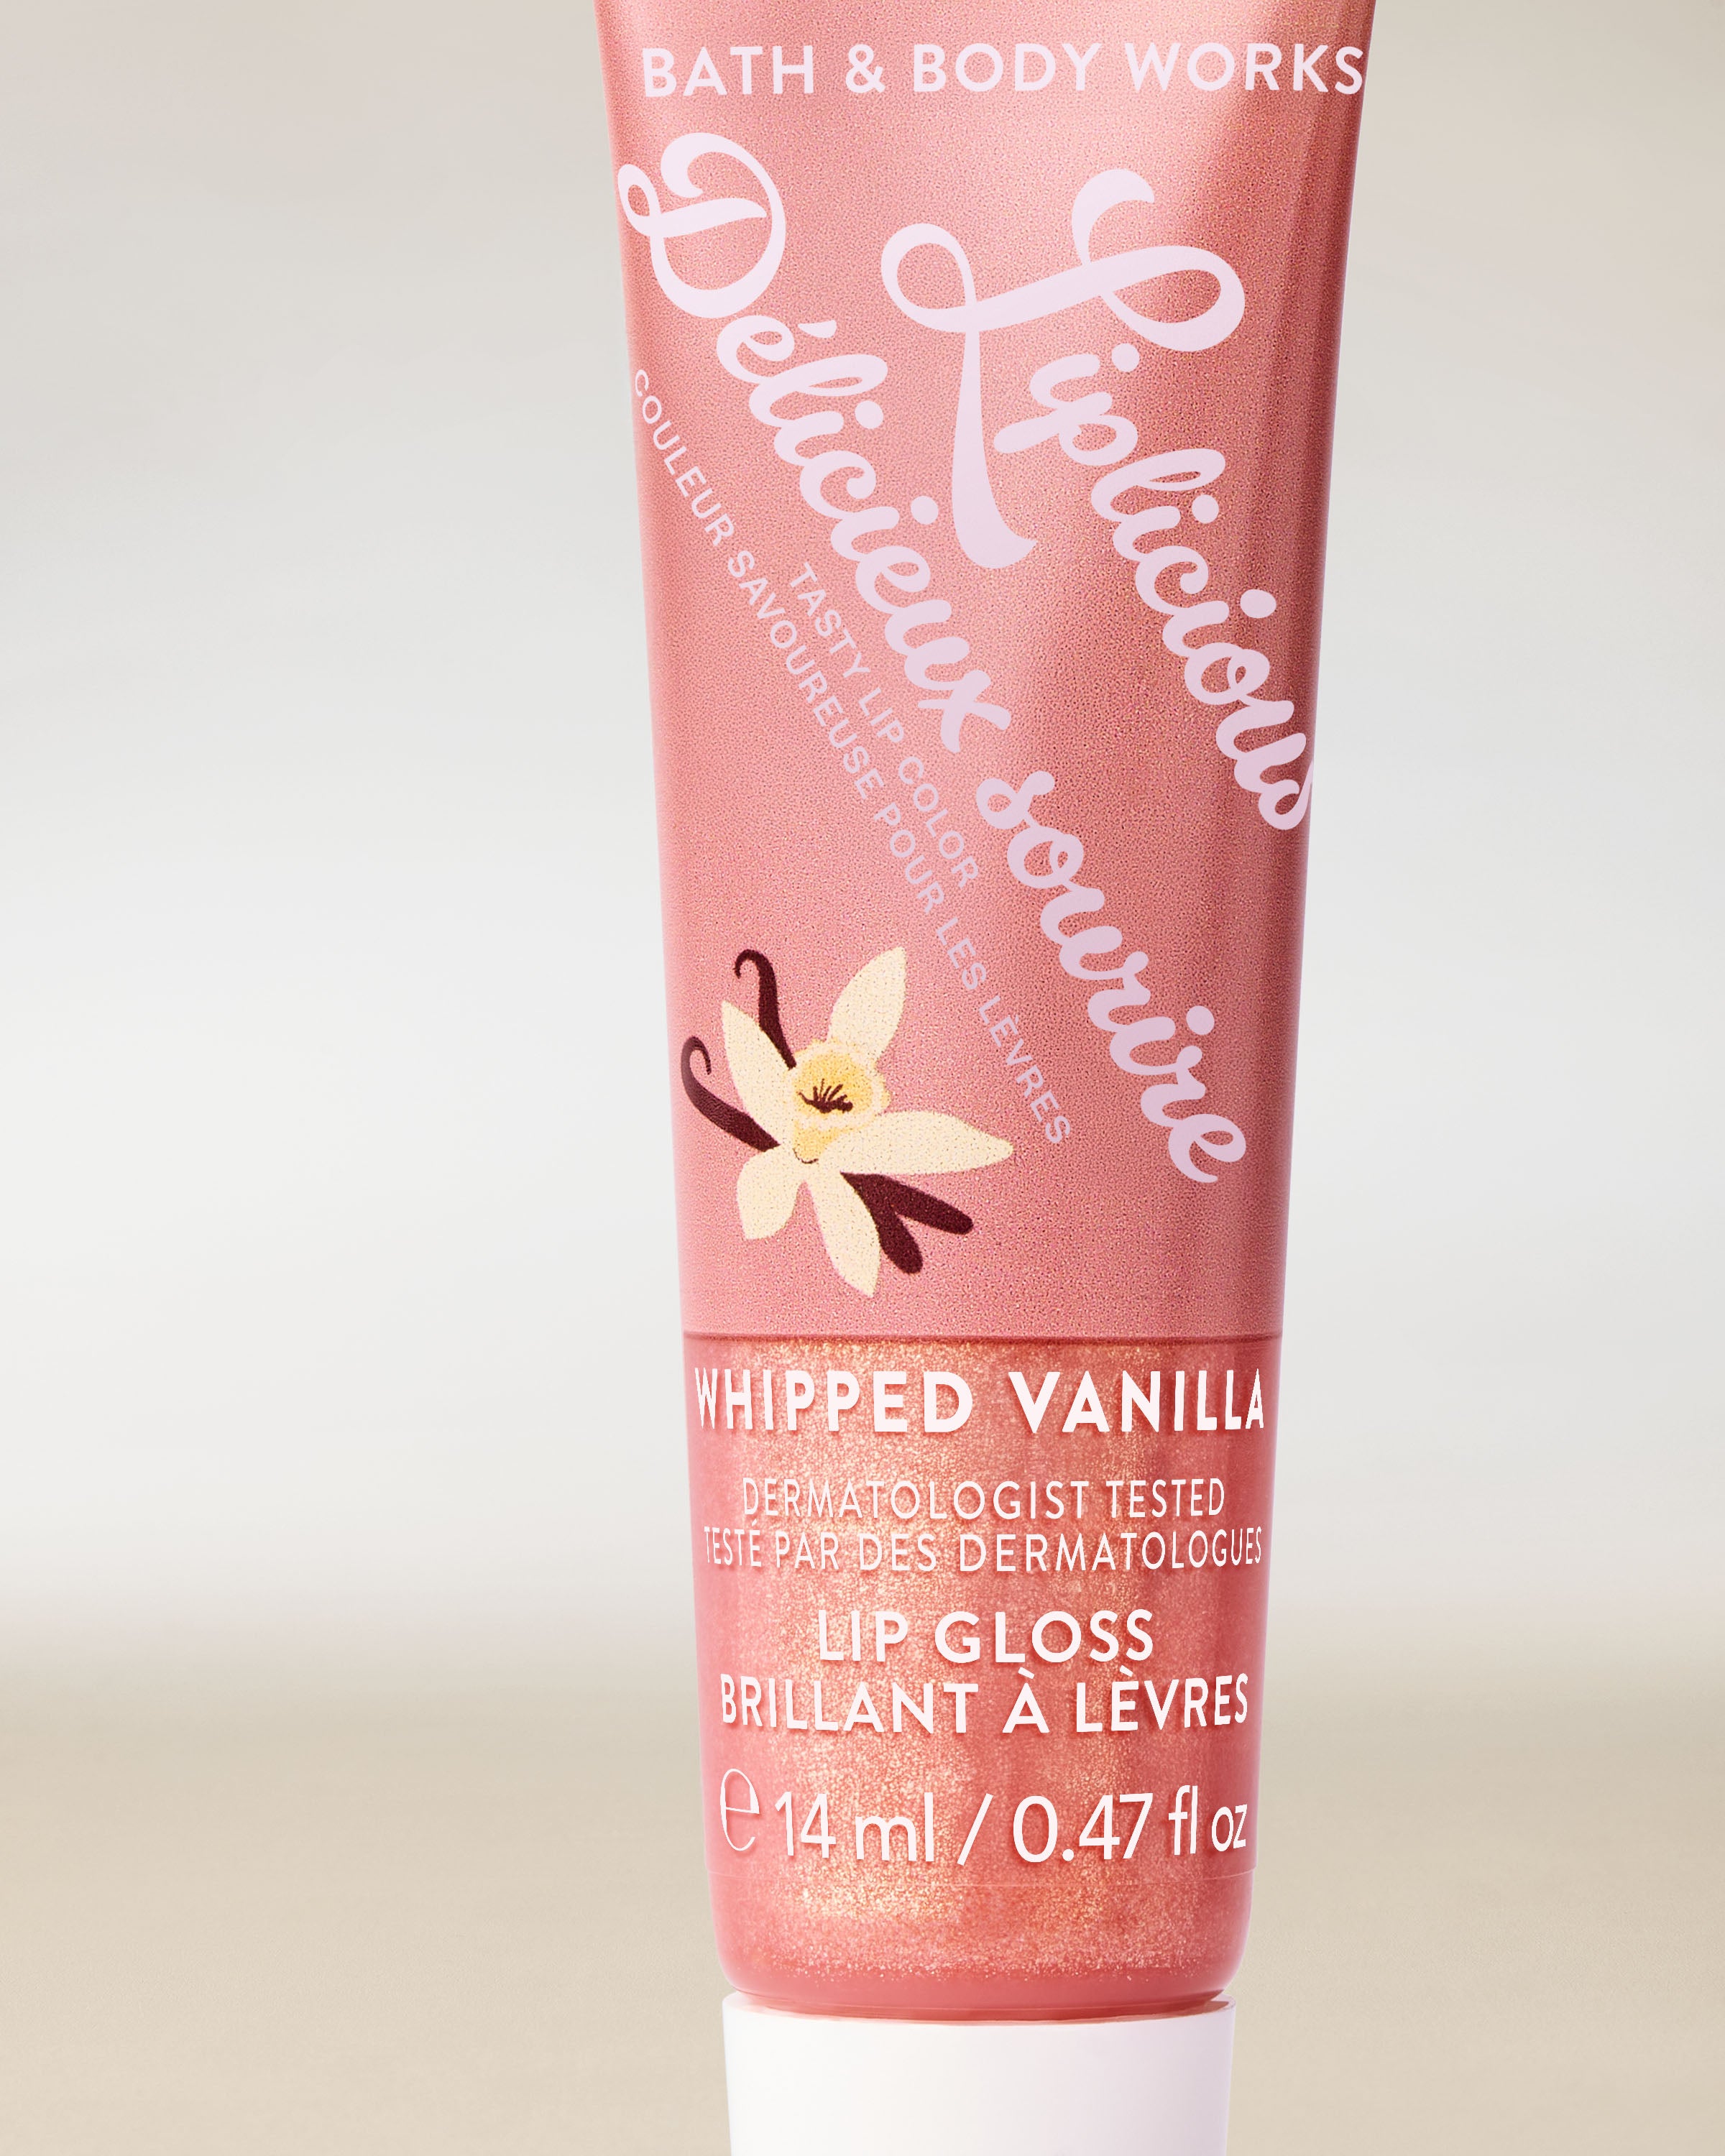 BATH & BODY WORKS
Liplicious
Délicieux sourire
TASTY LIP COLOR
COULEUR SAVOUREUSE POUR LES LÈVRES
WHIPPED VANILLA
DERMATOLOGIST TESTED
TESTÉ PAR DES DERMATOLOGUES
LIP GLOSS
BRILLANT À LÈVRES
℮ 14 ml / 0.47 fl oz